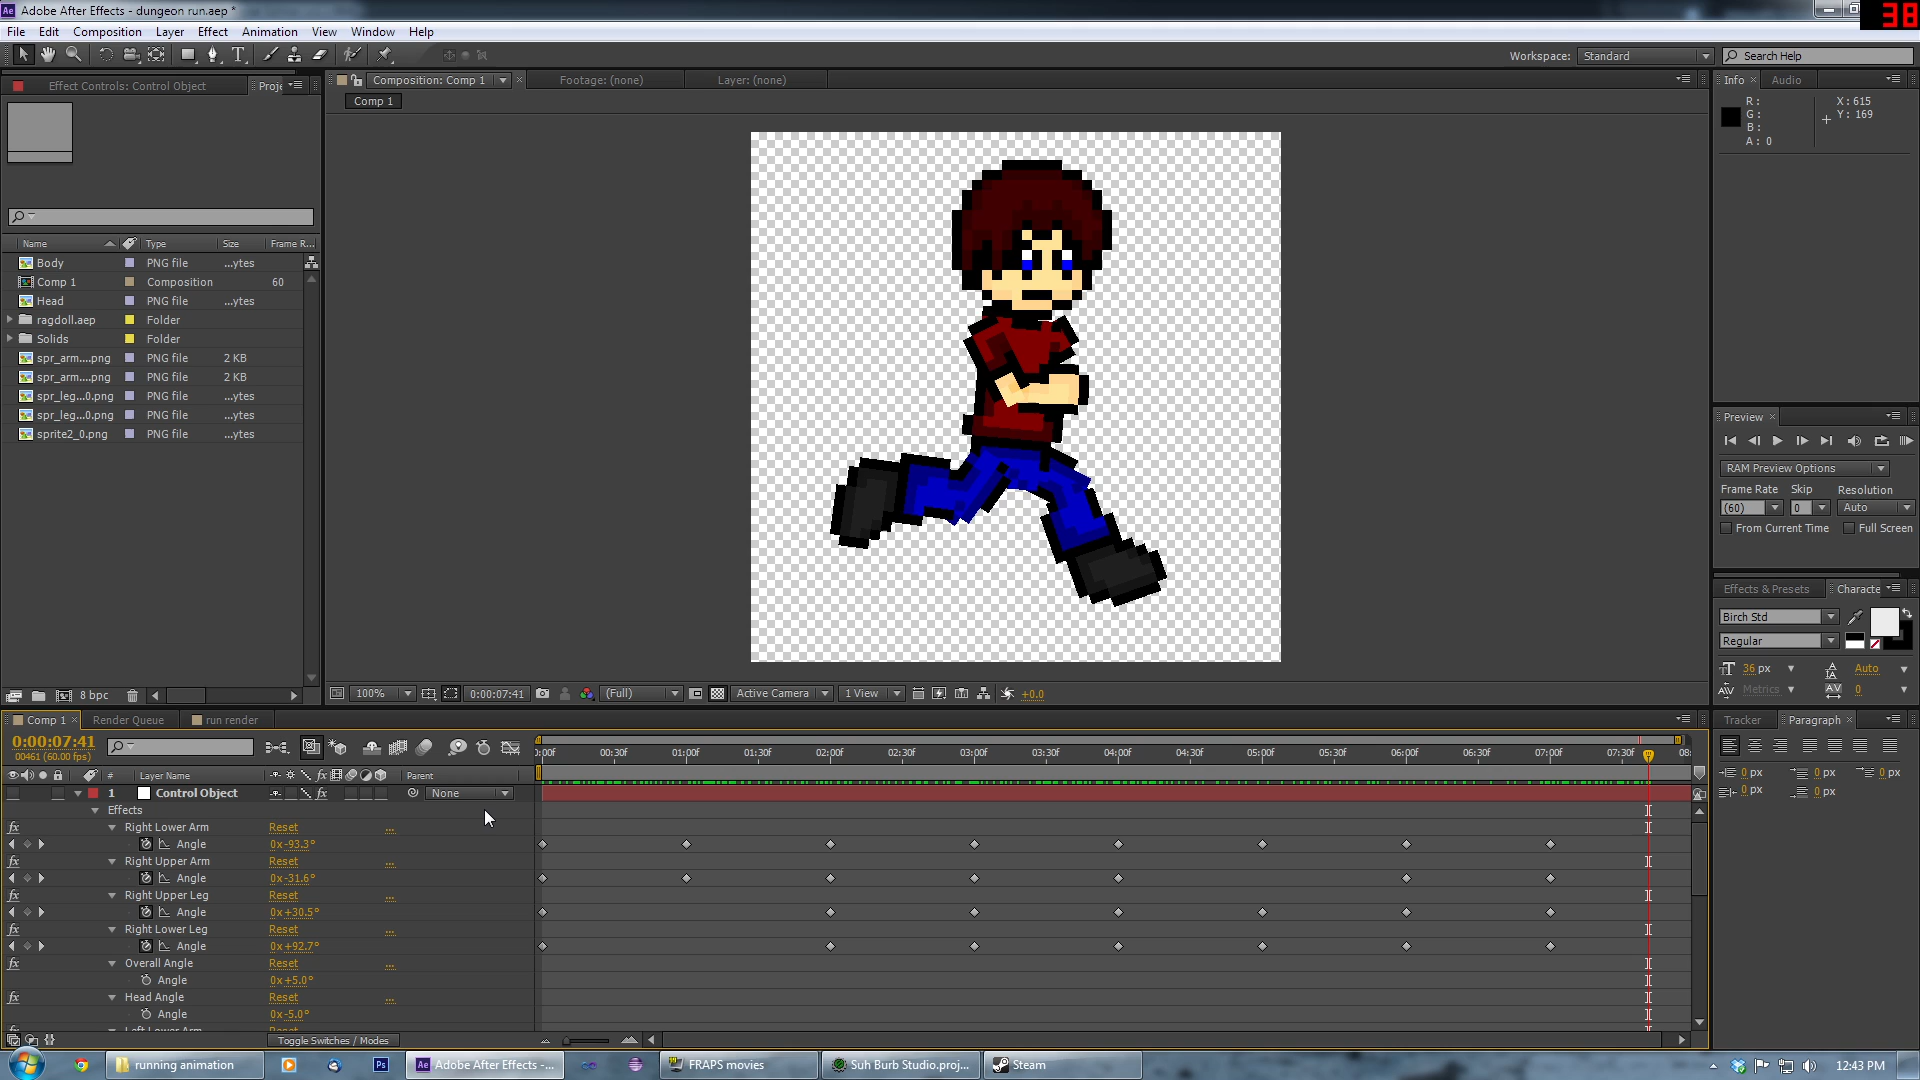 Adobe After Effects - dungeon run.aep *
38
File Edit Composition Layer Effect Animation View Window Help
Workspace: Standard Search Help
Effect Controls: Control Object Proje
Composition: Comp 1 Footage: (none) Layer: (none)
Info Audio
Comp 1
R: X: 615
G: Y: 169
B:
A: 0
Name Type Size Frame R...
Body PNG file ...ytes
Comp 1 Composition 60
Head PNG file ...ytes
ragdoll.aep Folder
Solids Folder
spr_arm....png PNG file 2 KB
spr_arm....png PNG file 2 KB
spr_leg...0.png PNG file ...ytes
spr_leg...0.png PNG file ...ytes
sprite2_0.png PNG file ...ytes
Preview
RAM Preview Options
Frame Rate Skip Resolution
(60) 0 Auto
From Current Time Full Screen
Effects & Presets Characte
Birch Std
Regular
36 px Auto
Metrics 0
8 bpc
100% 0:00:07:41 (Full) Active Camera 1 View +0.0
Comp 1 Render Queue run render
Tracker Paragraph
0:00:07:41
00461 (60.00 fps)
0:00f 00:30f 01:00f 01:30f 02:00f 02:30f 03:00f 03:30f 04:00f 04:30f 05:00f 05:30f 06:00f 06:30f 07:00f 07:30f 08:
# Layer Name Parent
0 px 0 px 0 px
0 px 0 px
1 Control Object None
Effects
Right Lower Arm Reset ...
Angle 0x-93.3°
Right Upper Arm Reset ...
Angle 0x-31.6°
Right Upper Leg Reset ...
Angle 0x+30.5°
Right Lower Leg Reset ...
Angle 0x+92.7°
Overall Angle Reset ...
Angle 0x+5.0°
Head Angle Reset ...
Angle 0x-5.0°
Left Lower Arm Reset
Toggle Switches / Modes
running animation Adobe After Effects -... FRAPS movies Suh Burb Studio.proj... Steam 12:43 PM